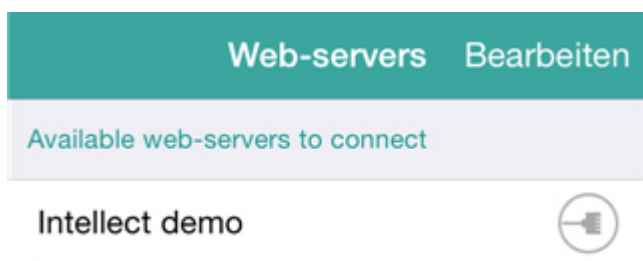 Web-servers Bearbeiten
Available web-servers to connect
Intellect demo